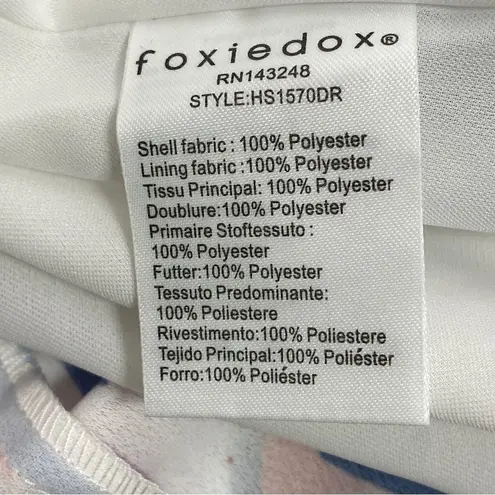 foxiedox®
RN143248
STYLE:HS1570DR
Shell fabric : 100% Polyester
Lining fabric :100% Polyester
Tissu Principal: 100% Polyester
Doublure:100% Polyester
Primaire Stoftessuto :
100% Polyester
Futter:100% Polyester
Tessuto Predominante:
100% Poliestere
Rivestimento:100% Poliestere
Tejido Principal:100% Poliéster
Forro:100% Poliéster